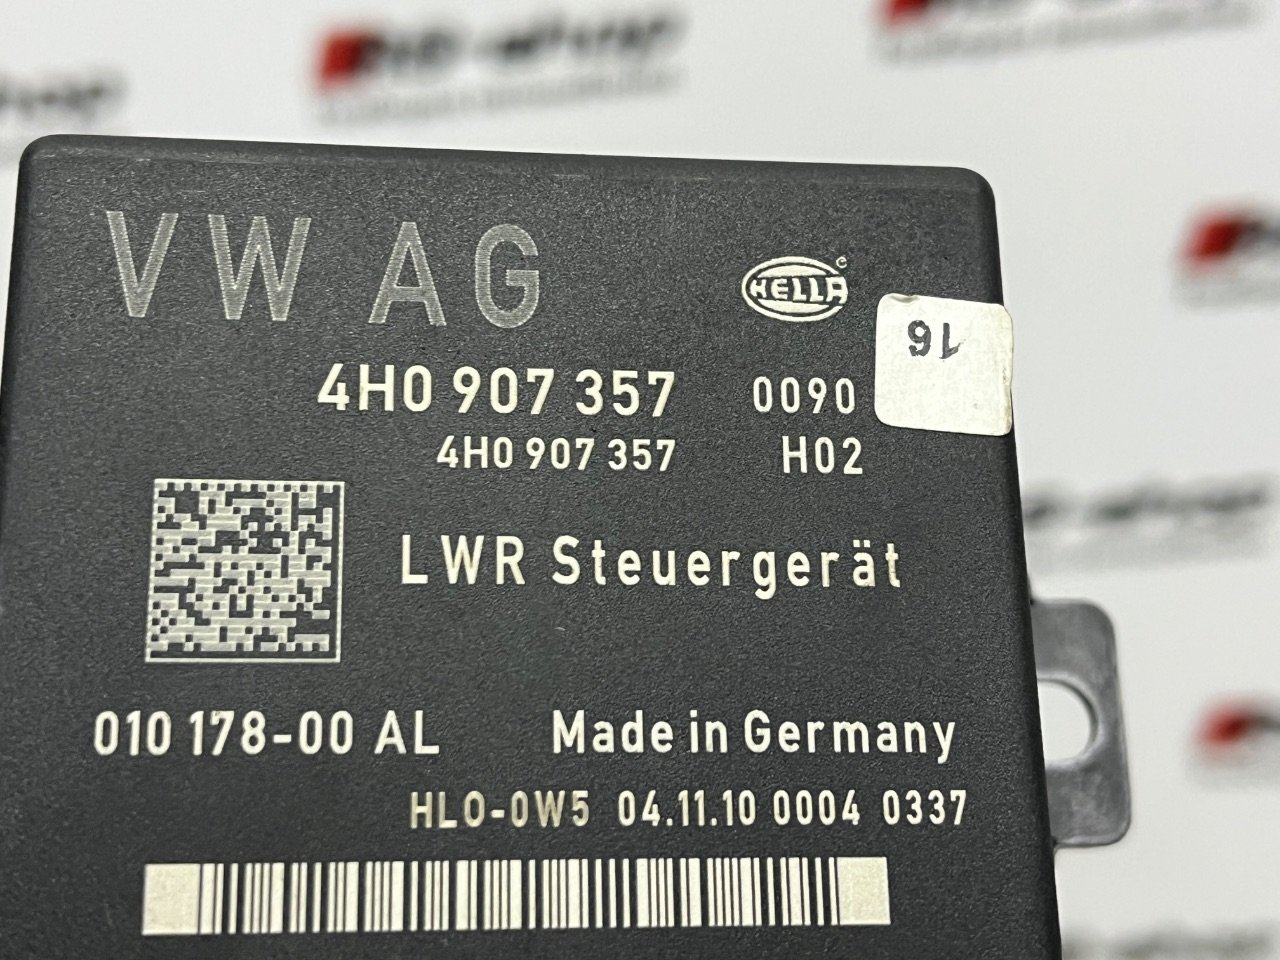 VW AG
HELLA
4H0 907 357 0090
4H0 907 357 H02
16
LWR Steuergerät
010 178-00 AL
Made in Germany
HLO-0W5 04.11.10 0004 0337